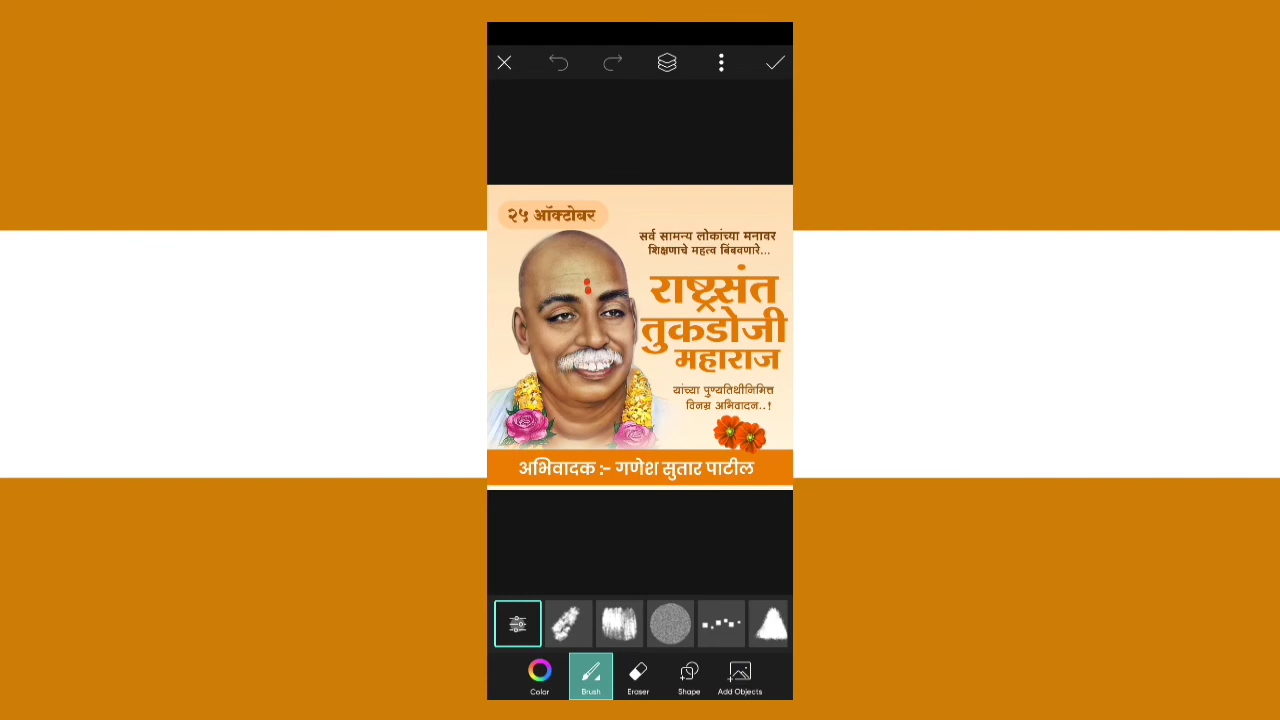 २५ ऑक्टोबर
सर्व सामन्य लोकांच्या मनावर
शिक्षणाचे महत्व बिंबवणारे...
राष्ट्रसंत
तुकडोजी
महाराज
यांच्या पुण्यतिथीनिमित्त
विनम्र अभिवादन..!
अभिवादक :- गणेश सुतार पाटील
Color Brush Eraser Shape Add Objects